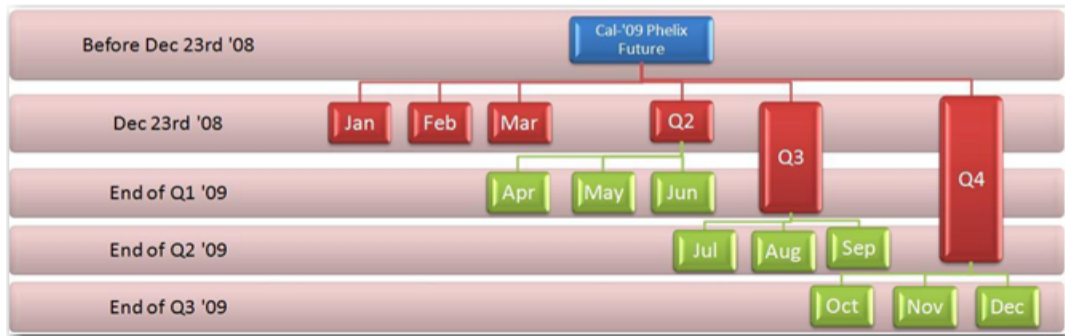 Before Dec 23rd '08
Cal-'09 Phelix
Future
Dec 23rd '08
Jan
Feb
Mar
Q2
Q3
Q4
End of Q1 '09
Apr
May
Jun
End of Q2 '09
Jul
Aug
Sep
End of Q3 '09
Oct
Nov
Dec